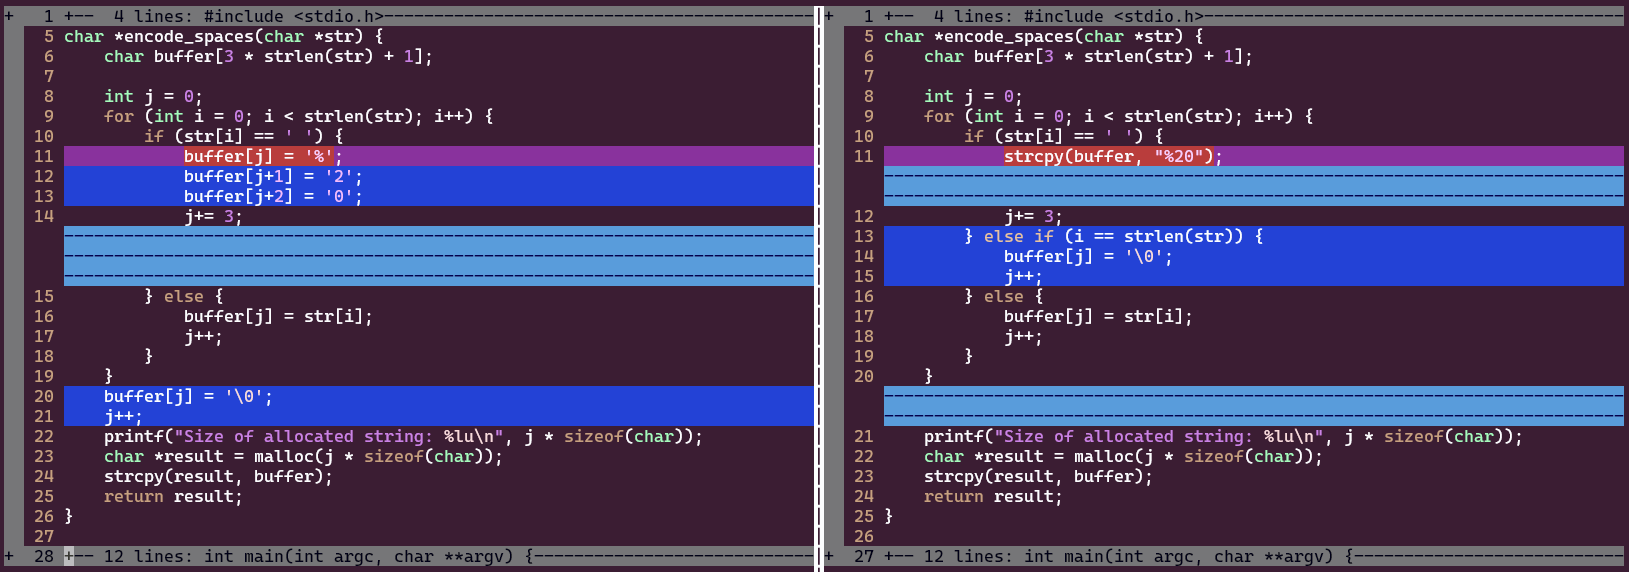 +   1 +--  4 lines: #include <stdio.h>
    5 char *encode_spaces(char *str) {
    6     char buffer[3 * strlen(str) + 1];
    7
    8     int j = 0;
    9     for (int i = 0; i < strlen(str); i++) {
   10         if (str[i] == ' ') {
   11             buffer[j] = '%';
   12             buffer[j+1] = '2';
   13             buffer[j+2] = '0';
   14             j+= 3;
   15         } else {
   16             buffer[j] = str[i];
   17             j++;
   18         }
   19     }
   20     buffer[j] = '\0';
   21     j++;
   22     printf("Size of allocated string: %lu\n", j * sizeof(char));
   23     char *result = malloc(j * sizeof(char));
   24     strcpy(result, buffer);
   25     return result;
   26 }
   27
+  28 +-- 12 lines: int main(int argc, char **argv) {
+   1 +--  4 lines: #include <stdio.h>
    5 char *encode_spaces(char *str) {
    6     char buffer[3 * strlen(str) + 1];
    7
    8     int j = 0;
    9     for (int i = 0; i < strlen(str); i++) {
   10         if (str[i] == ' ') {
   11             strcpy(buffer, "%20");
   12             j+= 3;
   13         } else if (i == strlen(str)) {
   14             buffer[j] = '\0';
   15             j++;
   16         } else {
   17             buffer[j] = str[i];
   18             j++;
   19         }
   20     }
   21     printf("Size of allocated string: %lu\n", j * sizeof(char));
   22     char *result = malloc(j * sizeof(char));
   23     strcpy(result, buffer);
   24     return result;
   25 }
   26
+  27 +-- 12 lines: int main(int argc, char **argv) {